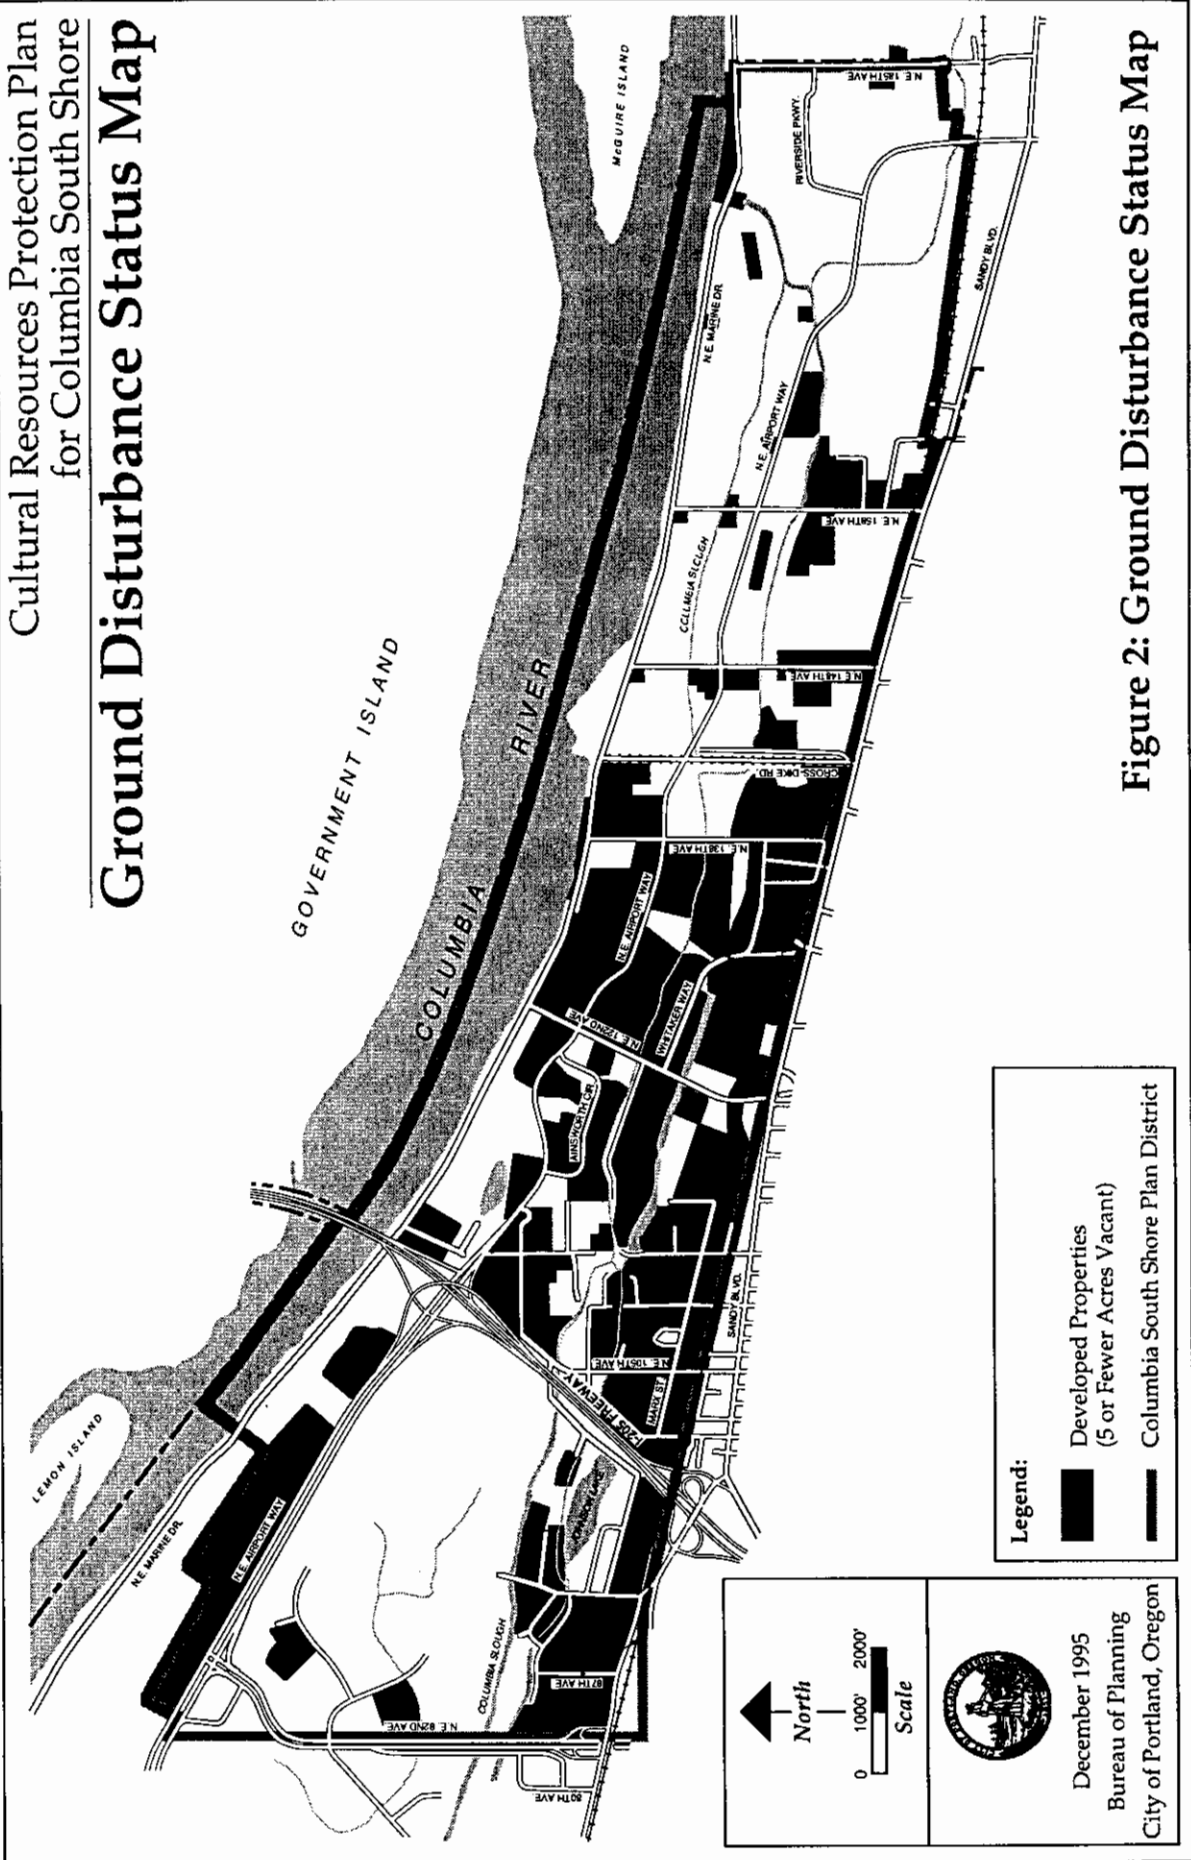 Cultural Resources Protection Plan
for Columbia South Shore
Ground Disturbance Status Map
LEMON ISLAND
GOVERNMENT ISLAND
McGUIRE ISLAND
COLUMBIA RIVER
N.E. MARINE DR.
N.E. AIRPORT WAY
N.E. 82ND AVE
COLUMBIA SLOUGH
87TH AVE
80TH AVE
JOHNSON LAKE
I-205 FREEWAY
MARX ST
N.E. 105TH AVE
SANDY BLVD.
AINSWORTH CIR
N.E. 122ND AVE
WHITAKER WAY
N.E. AIRPORT WAY
N.E. 138TH AVE
CROSS-DIKE RD.
N.E. 148TH AVE
COLUMBIA SLOUGH
N.E. 158TH AVE
N.E. AIRPORT WAY
N.E. MARINE DR.
RIVERSIDE PKWY.
N.E. 185TH AVE
SANDY BLVD.
North
0 1000' 2000'
Scale
December 1995
Bureau of Planning
City of Portland, Oregon
Legend:
Developed Properties
(5 or Fewer Acres Vacant)
Columbia South Shore Plan District
Figure 2: Ground Disturbance Status Map